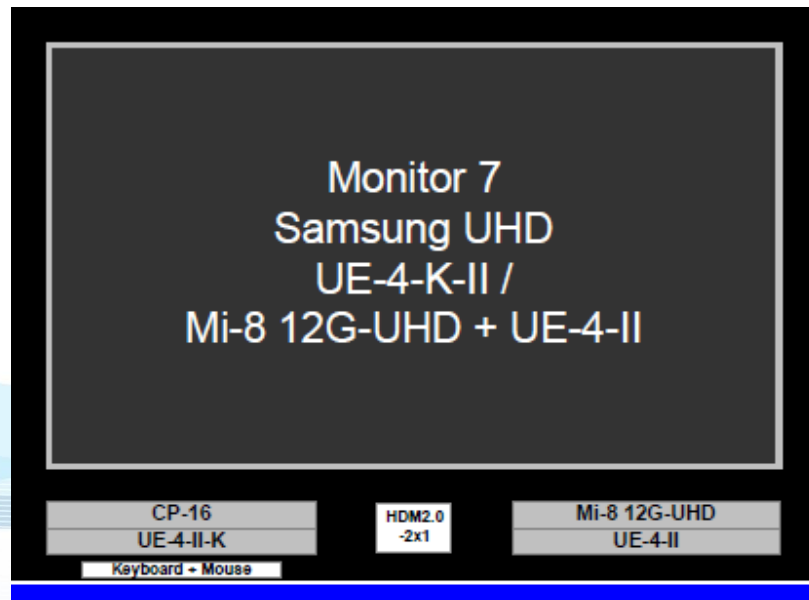 Monitor 7
Samsung UHD
UE-4-K-II /
Mi-8 12G-UHD + UE-4-II
CP-16
UE-4-II-K
Keyboard + Mouse
HDM2.0
-2x1
Mi-8 12G-UHD
UE-4-II